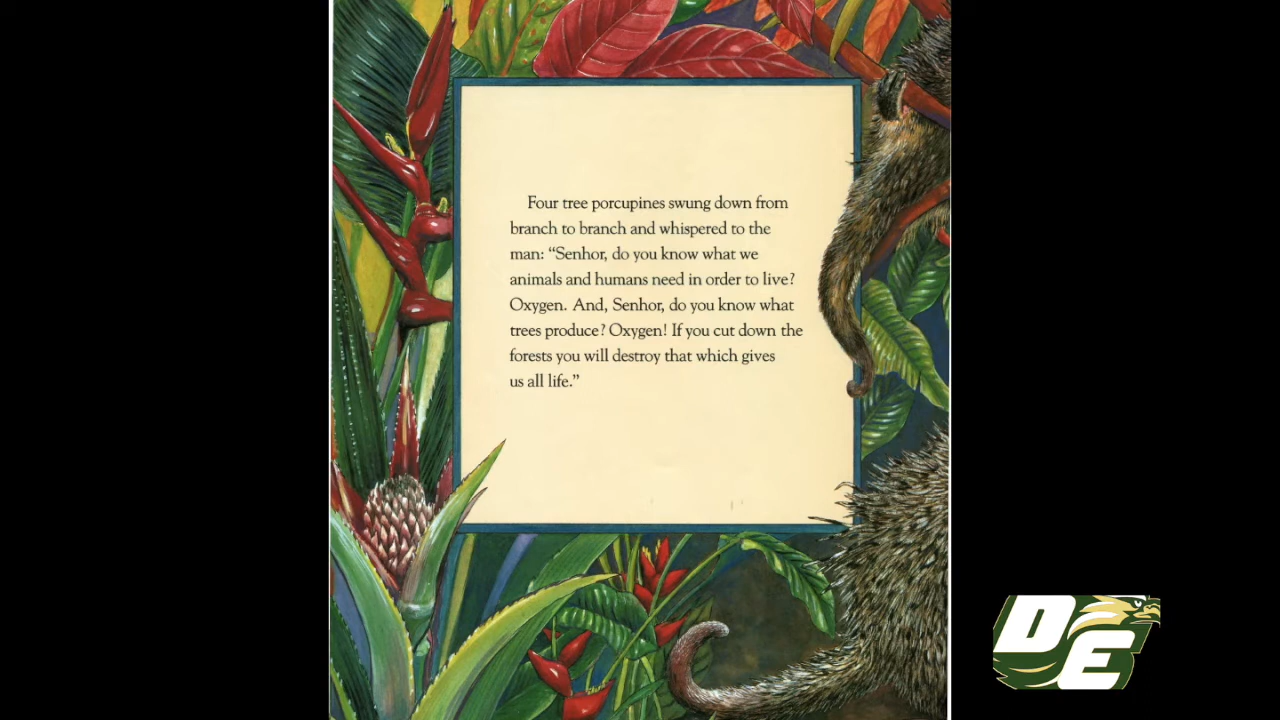 Four tree porcupines swung down from
branch to branch and whispered to the
man: “Senhor, do you know what we
animals and humans need in order to live?
Oxygen. And, Senhor, do you know what
trees produce? Oxygen! If you cut down the
forests you will destroy that which gives
us all life.”
DE